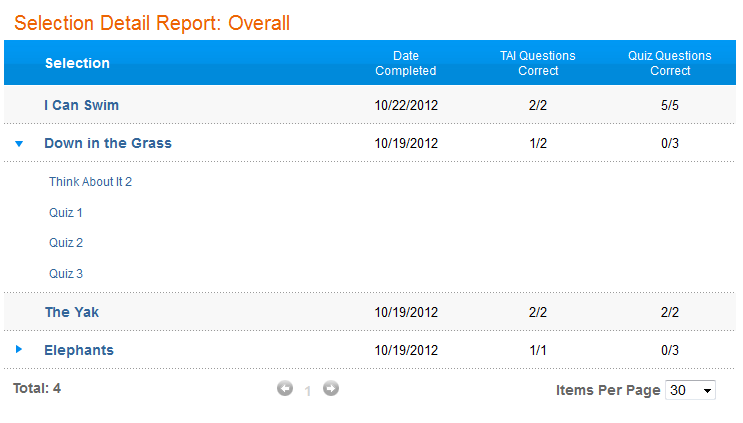 Selection Detail Report: Overall
Selection Date Completed TAI Questions Correct Quiz Questions Correct
I Can Swim 10/22/2012 2/2 5/5
Down in the Grass 10/19/2012 1/2 0/3
Think About It 2
Quiz 1
Quiz 2
Quiz 3
The Yak 10/19/2012 2/2 2/2
Elephants 10/19/2012 1/1 0/3
Total: 4 1 Items Per Page 30